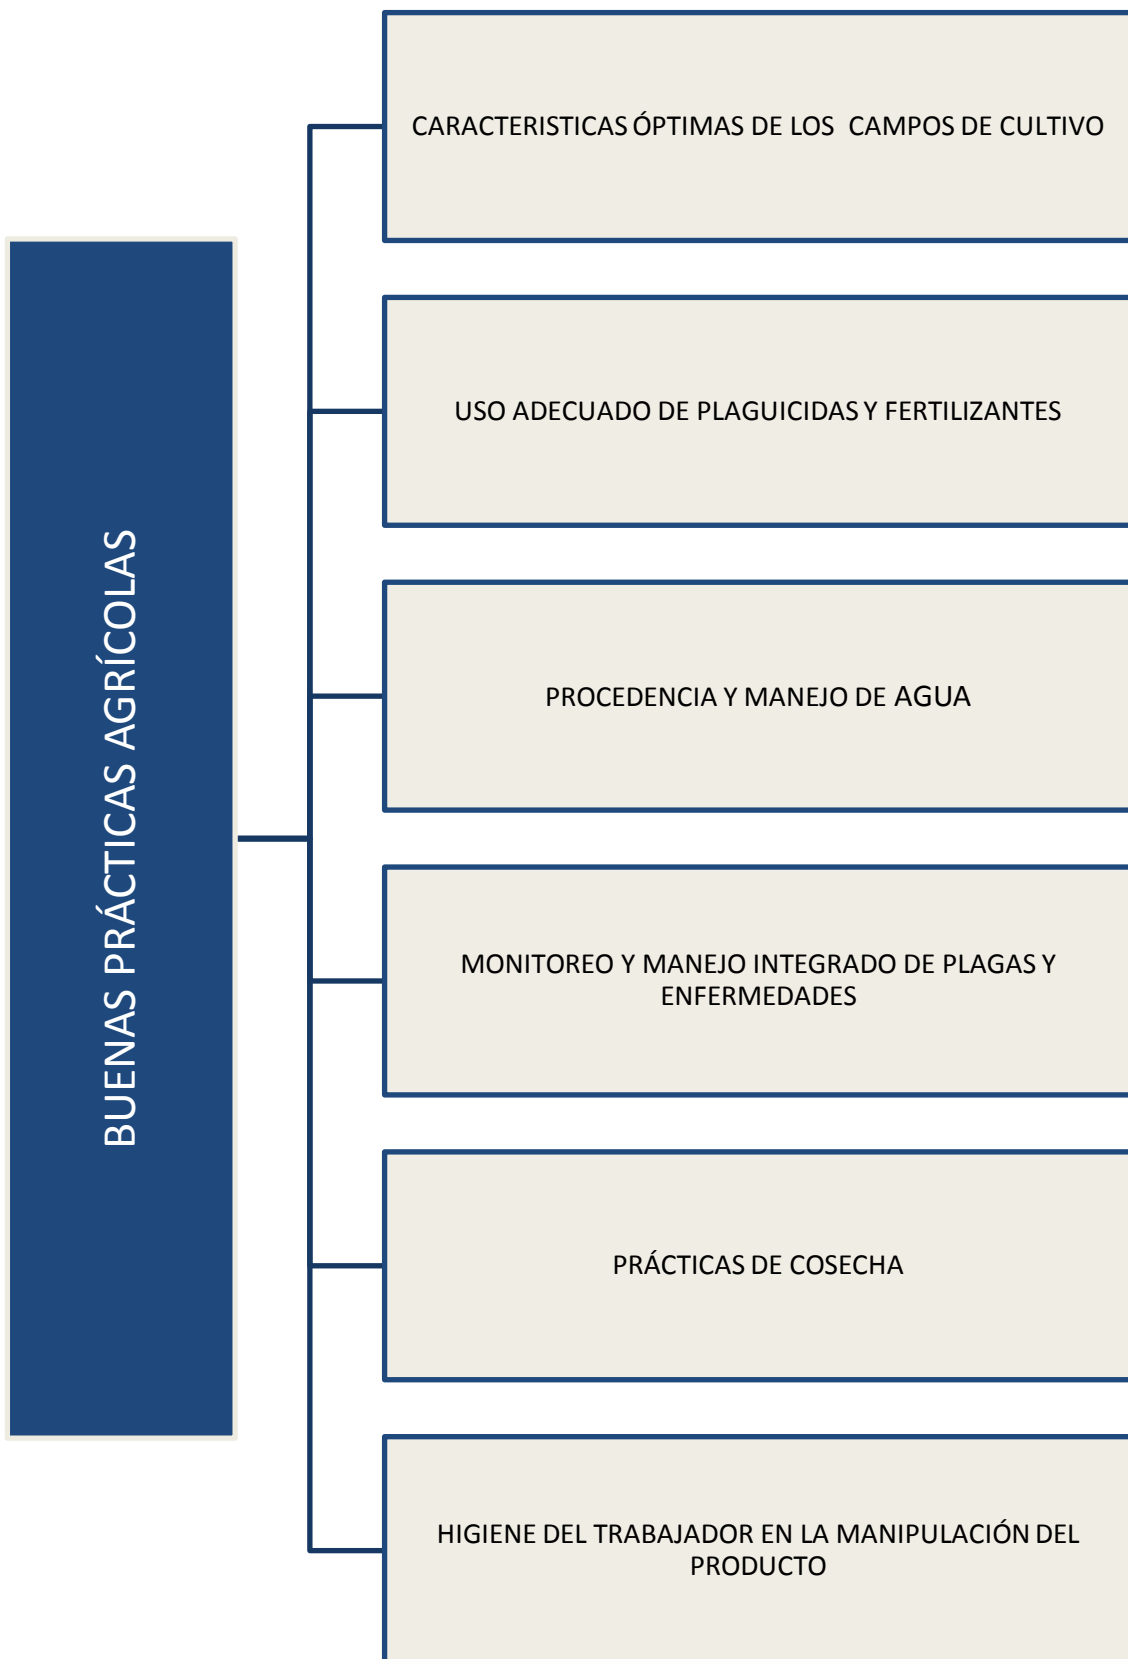 BUENAS PRÁCTICAS AGRÍCOLAS
CARACTERISTICAS ÓPTIMAS DE LOS CAMPOS DE CULTIVO
USO ADECUADO DE PLAGUICIDAS Y FERTILIZANTES
PROCEDENCIA Y MANEJO DE AGUA
MONITOREO Y MANEJO INTEGRADO DE PLAGAS Y
ENFERMEDADES
PRÁCTICAS DE COSECHA
HIGIENE DEL TRABAJADOR EN LA MANIPULACIÓN DEL
PRODUCTO